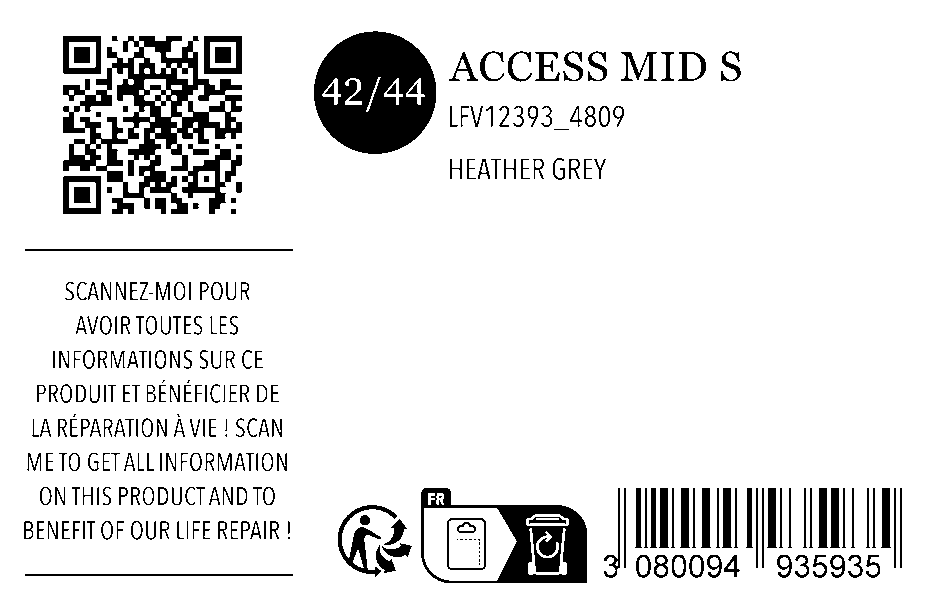 42/44
ACCESS MID S
LFV12393_4809
HEATHER GREY
SCANNEZ-MOI POUR
AVOIR TOUTES LES
INFORMATIONS SUR CE
PRODUIT ET BÉNÉFICIER DE
LA RÉPARATION À VIE ! SCAN
ME TO GET ALL INFORMATION
ON THIS PRODUCT AND TO
BENEFIT OF OUR LIFE REPAIR !
FR
3 080094 935935